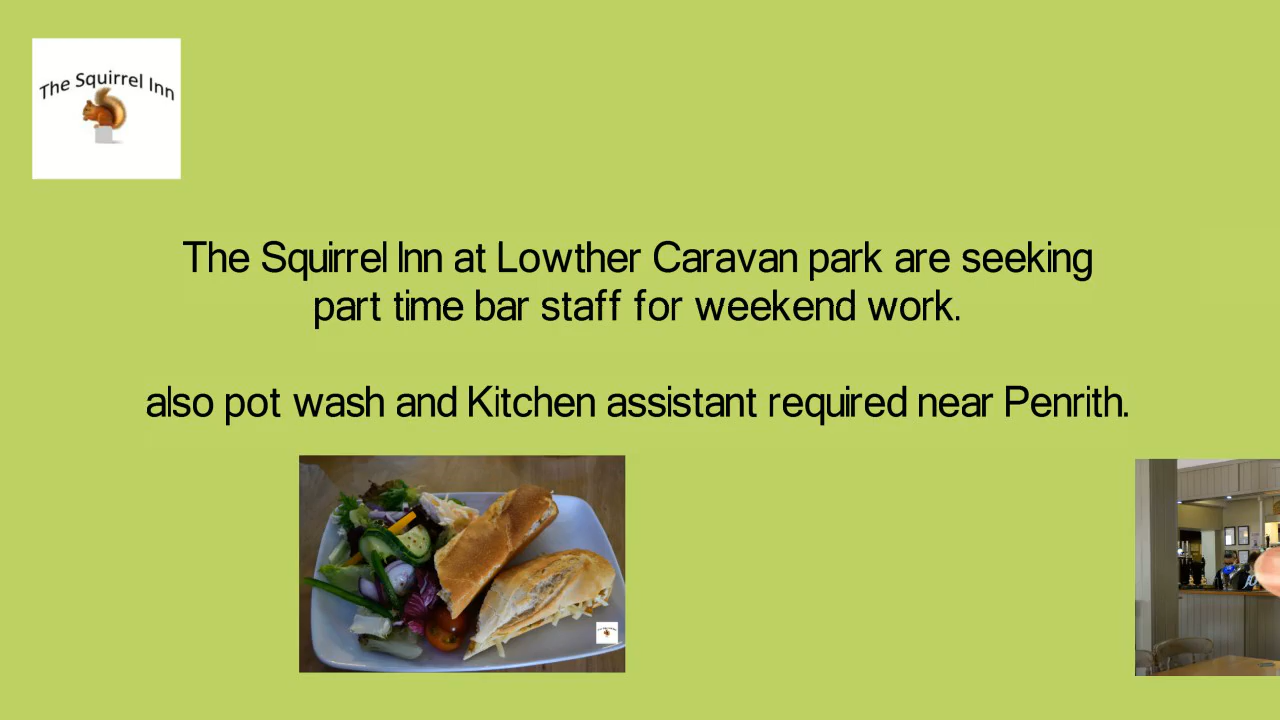 The Squirrel Inn
The Squirrel Inn at Lowther Caravan park are seeking
part time bar staff for weekend work.
also pot wash and Kitchen assistant required near Penrith.